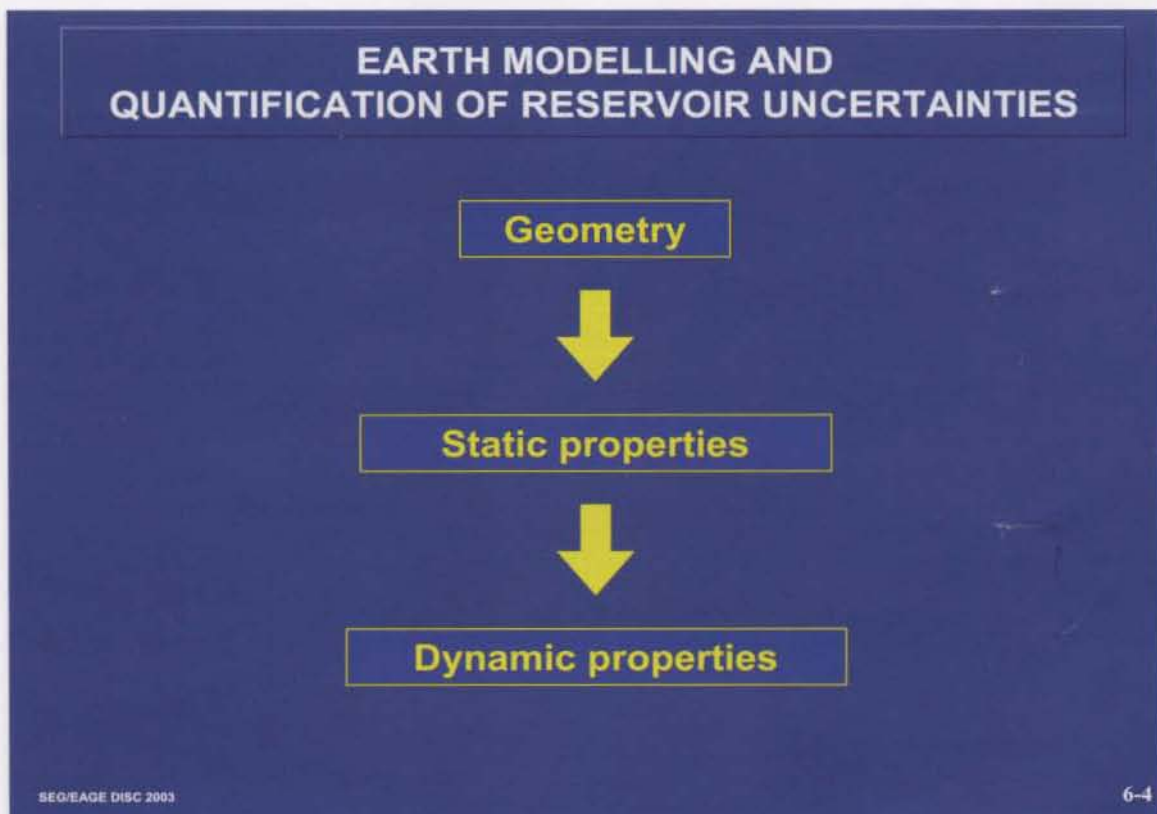 EARTH MODELLING AND
QUANTIFICATION OF RESERVOIR UNCERTAINTIES
Geometry
Static properties
Dynamic properties
SEG/EAGE DISC 2003
6-4